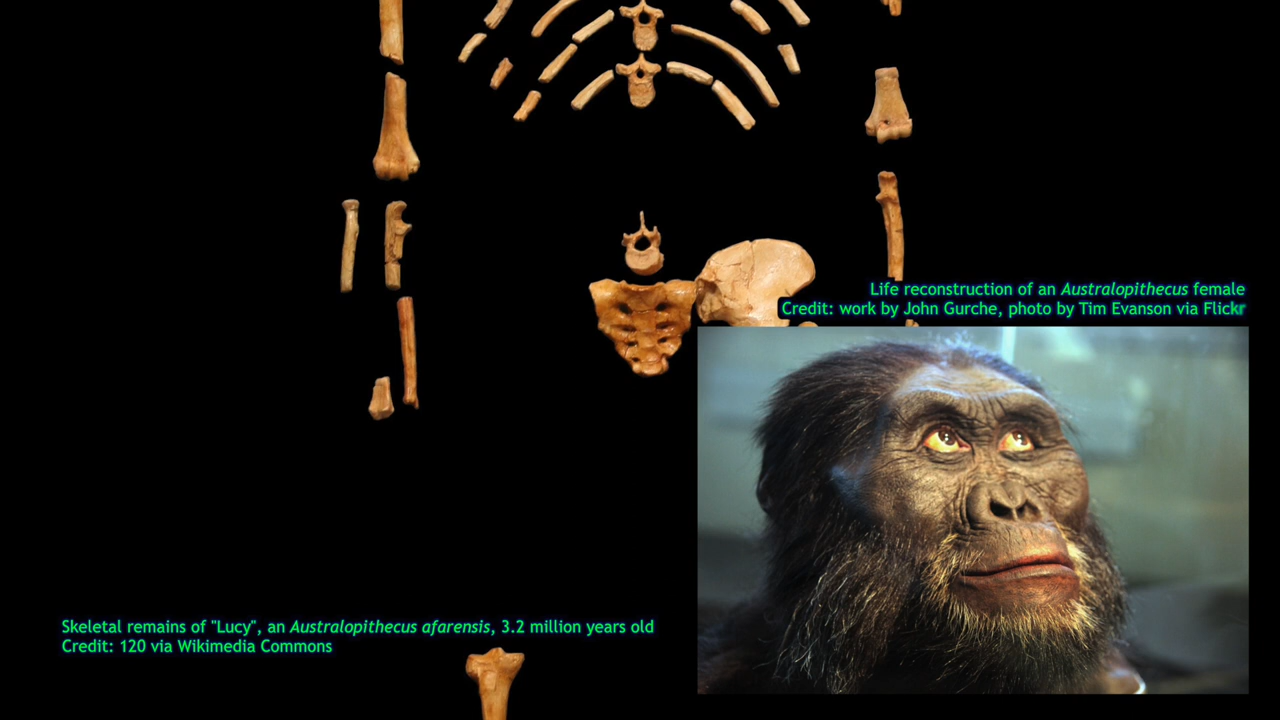 Life reconstruction of an Australopithecus female
Credit: work by John Gurche, photo by Tim Evanson via Flickr
Skeletal remains of "Lucy", an Australopithecus afarensis, 3.2 million years old
Credit: 120 via Wikimedia Commons